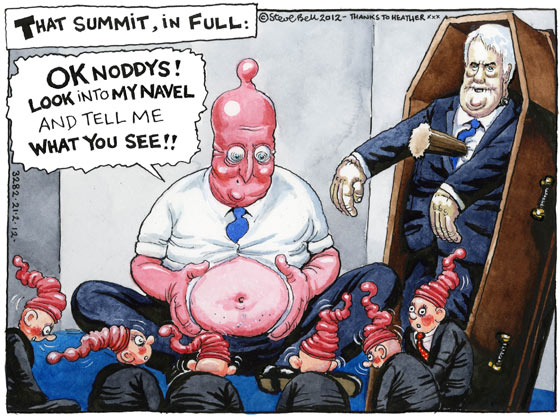 THAT SUMMIT, IN FULL:
©Steve Bell 2012 - THANKS TO HEATHER xxx
OK NODDYS!
LOOK INTO MY NAVEL
AND TELL ME
WHAT YOU SEE!!
3282.21.2.12.